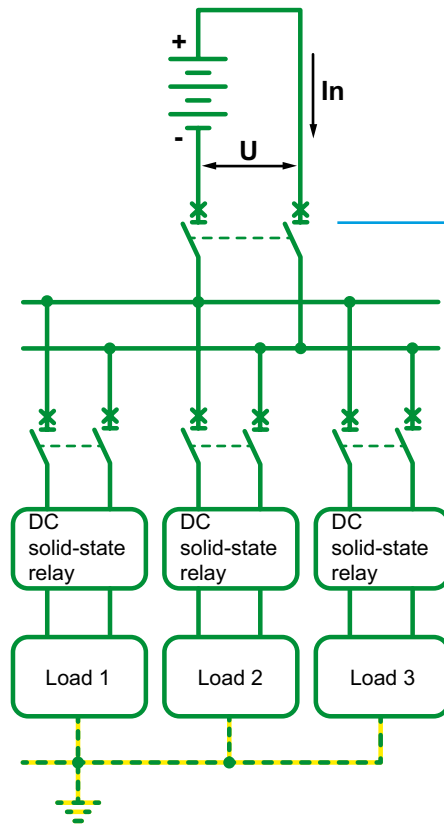 +
In
-
U
DC
solid-state
relay
DC
solid-state
relay
DC
solid-state
relay
Load 1
Load 2
Load 3